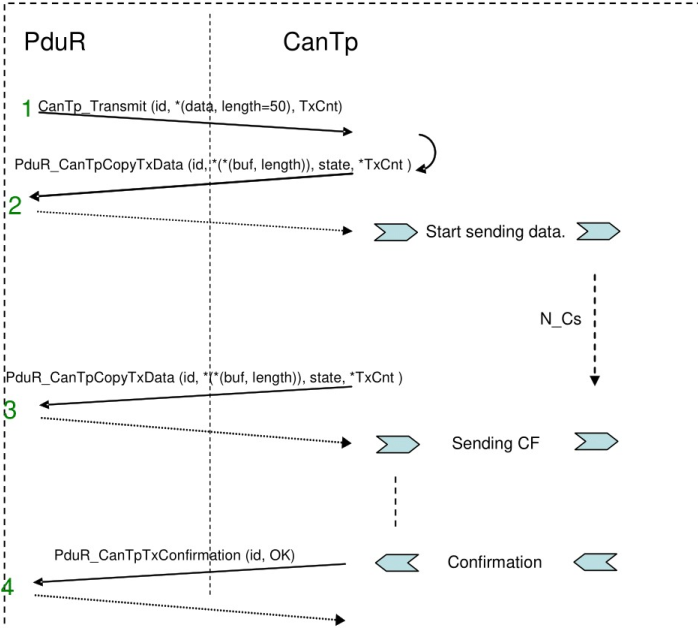 PduR
CanTp
1 CanTp_Transmit (id, *(data, length=50), TxCnt)
PduR_CanTpCopyTxData (id, *(*(buf, length)), state, *TxCnt )
2
Start sending data.
N_Cs
PduR_CanTpCopyTxData (id, *(*(buf, length)), state, *TxCnt )
3
Sending CF
PduR_CanTpTxConfirmation (id, OK)
Confirmation
4